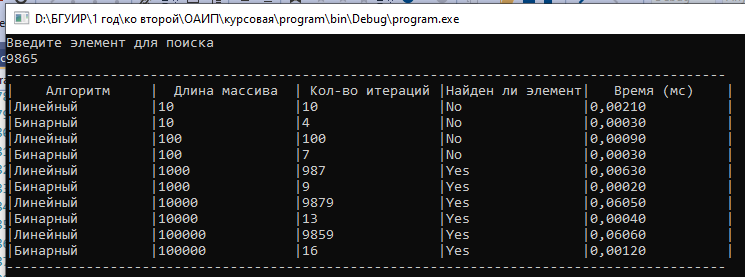 D:\БГУИР\1 год\ко второй\ОАИП\курсовая\program\bin\Debug\program.exe
Введите элемент для поиска
9865
--------------------------------------------------------------------------------------------
| Алгоритм | Длина массива | Кол-во итераций |Найден ли элемент| Время (мс) |
|Линейный |10 |10 |No |0,00210 |
|Бинарный |10 |4 |No |0,00030 |
|Линейный |100 |100 |No |0,00090 |
|Бинарный |100 |7 |No |0,00030 |
|Линейный |1000 |987 |Yes |0,00630 |
|Бинарный |1000 |9 |Yes |0,00020 |
|Линейный |10000 |9879 |Yes |0,06050 |
|Бинарный |10000 |13 |Yes |0,00040 |
|Линейный |100000 |9859 |Yes |0,06060 |
|Бинарный |100000 |16 |Yes |0,00120 |
--------------------------------------------------------------------------------------------